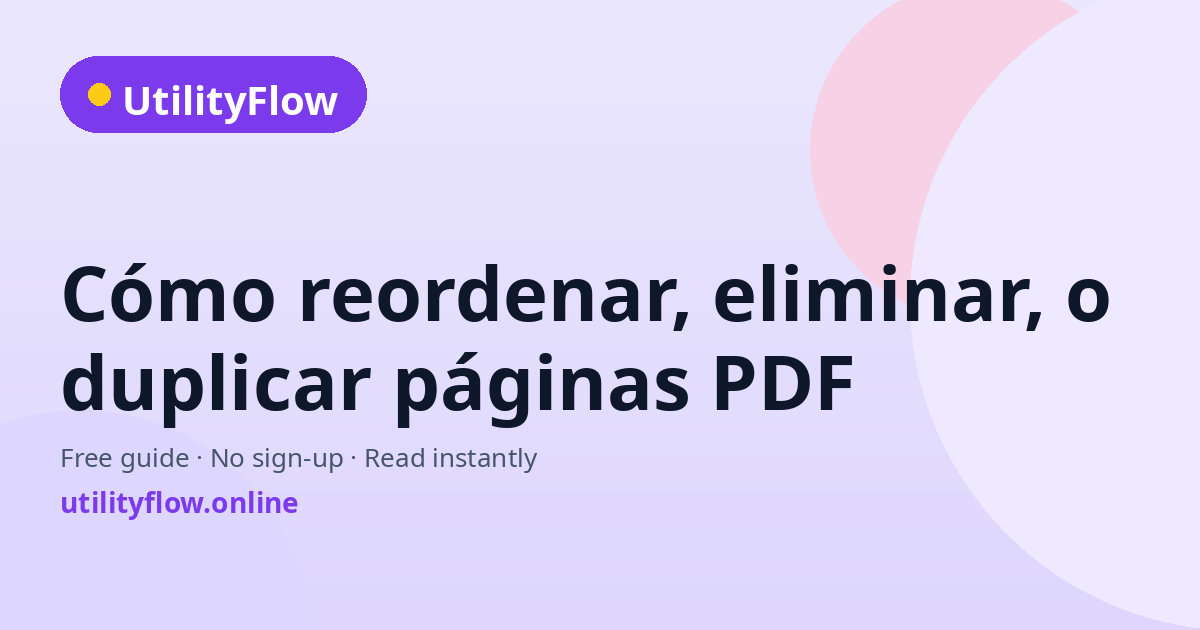 UtilityFlow
Cómo reordenar, eliminar, o
duplicar páginas PDF
Free guide · No sign-up · Read instantly
utilityflow.online